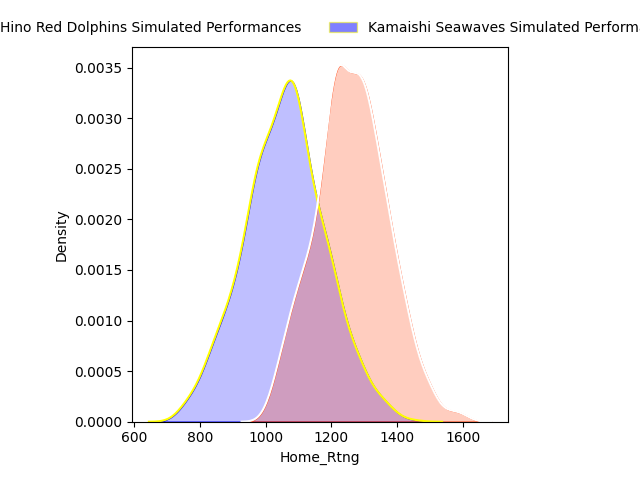 Hino Red Dolphins Simulated Performances
Kamaishi Seawaves Simulated Perform
0.0035
0.0030
0.0025
0.0020
0.0015
0.0010
0.0005
0.0000
Density
600 800 1000 1200 1400 1600
Home_Rtng